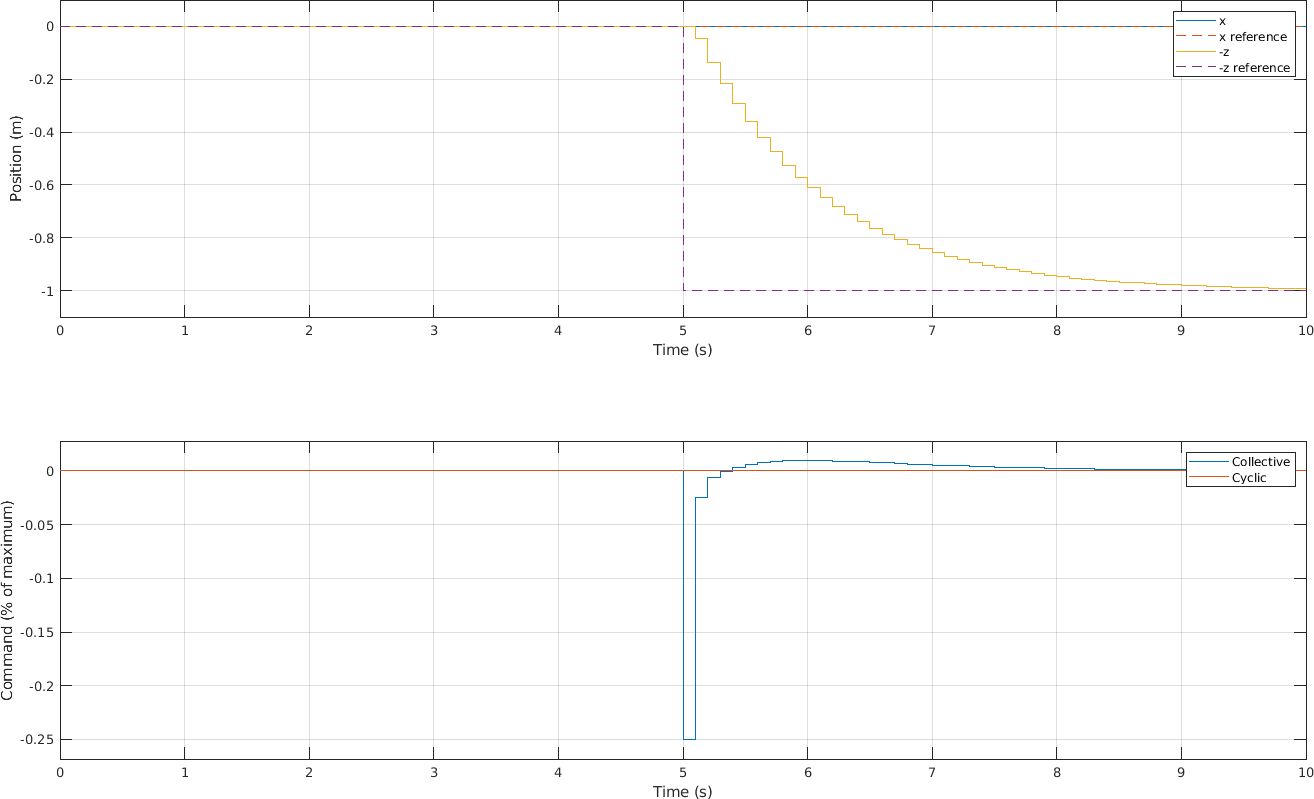 0
-0.2
-0.4
-0.6
-0.8
-1
Position (m)
x
x reference
-z
-z reference
0 1 2 3 4 5 6 7 8 9 10
Time (s)
0
-0.05
-0.1
-0.15
-0.2
-0.25
Command (% of maximum)
Collective
Cyclic
0 1 2 3 4 5 6 7 8 9 10
Time (s)